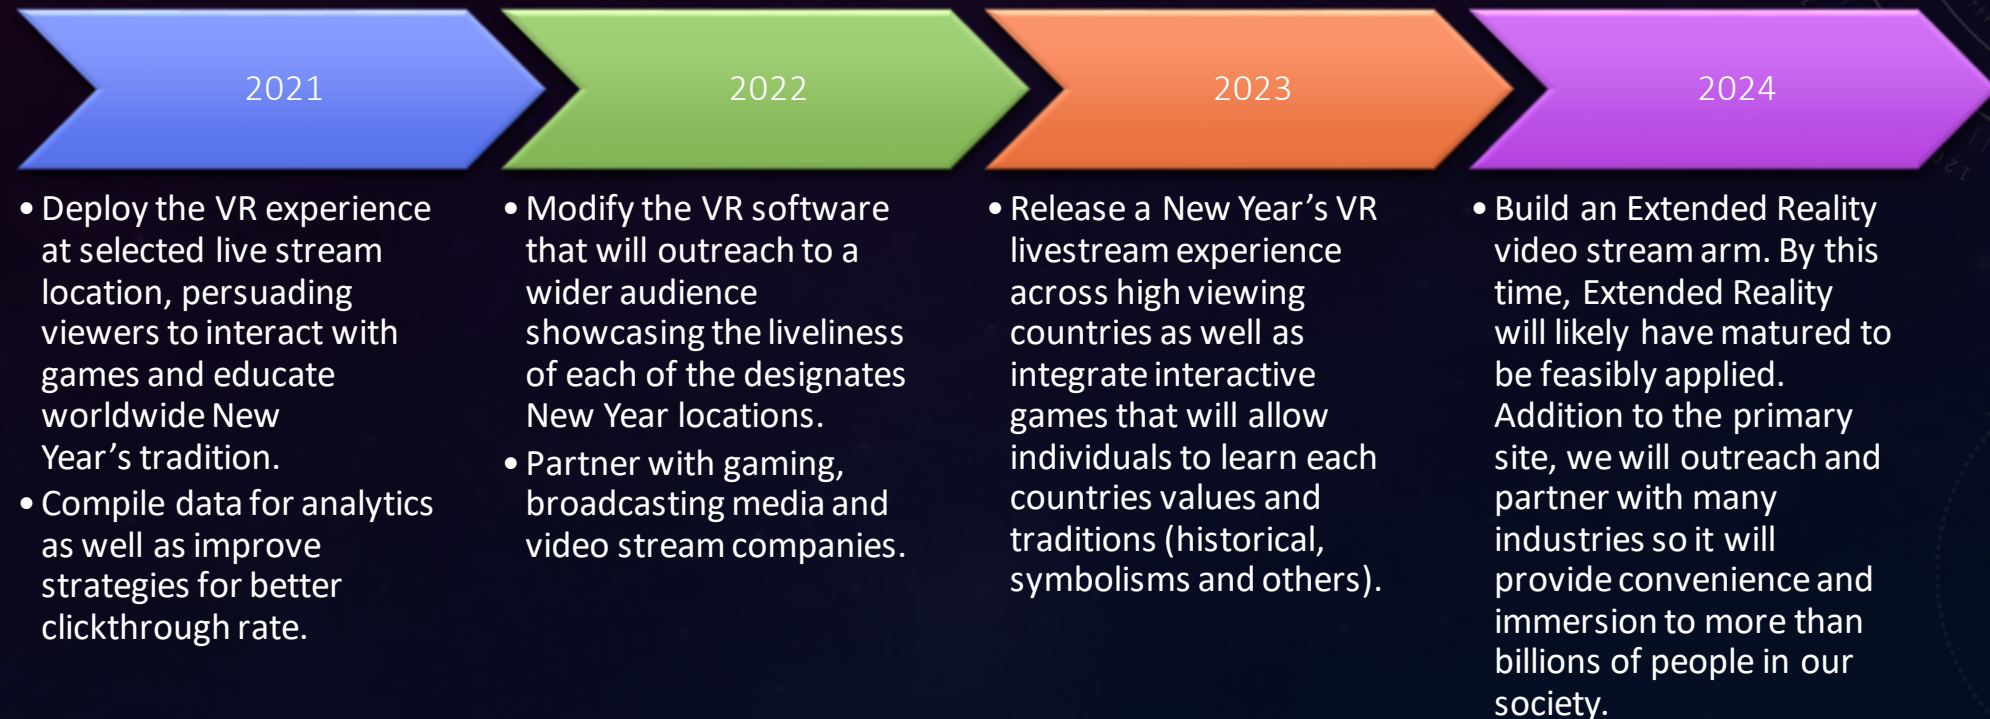 2021
• Deploy the VR experience
at selected live stream
location, persuading
viewers to interact with
games and educate
worldwide New
Year’s tradition.
• Compile data for analytics
as well as improve
strategies for better
clickthrough rate.
2022
• Modify the VR software
that will outreach to a
wider audience
showcasing the liveliness
of each of the designates
New Year locations.
• Partner with gaming,
broadcasting media and
video stream companies.
2023
• Release a New Year’s VR
livestream experience
across high viewing
countries as well as
integrate interactive
games that will allow
individuals to learn each
countries values and
traditions (historical,
symbolisms and others).
2024
• Build an Extended Reality
video stream arm. By this
time, Extended Reality
will likely have matured to
be feasibly applied.
Addition to the primary
site, we will outreach and
partner with many
industries so it will
provide convenience and
immersion to more than
billions of people in our
society.